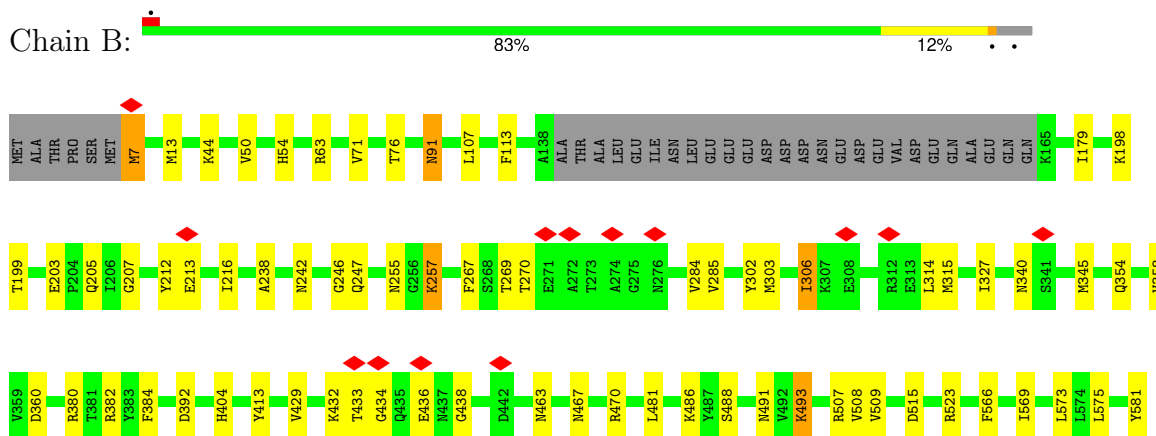 Chain B:
83% 12%
MET ALA THR PRO SER MET M7 M13 K44 V50 H54 R63 V71 T76 N91 L107 F113 A138 ALA THR ALA LEU GLU ILE ASN LEU GLU GLU GLU ASP ASP ASP ASN GLU ASP GLU VAL ASP GLU GLN ALA GLU GLN GLN K165 I179 K198
T199 E203 P204 Q205 I206 G207 Y212 E213 I216 A238 N242 G246 Q247 N255 G256 K257 F267 S268 T269 T270 E271 A272 T273 A274 G275 N276 V284 V285 Y302 M303 I306 K307 E308 R312 E313 L314 M315 I327 N340 S341 M345 Q354
V359 D360 R380 T381 R382 Y383 F384 D392 H404 Y413 V429 K432 T433 G434 Q435 E436 N437 G438 D442 N463 N467 R470 L481 K486 Y487 S488 N491 V492 K493 R507 V508 V509 D515 R523 F566 I569 L573 L574 L575 Y581